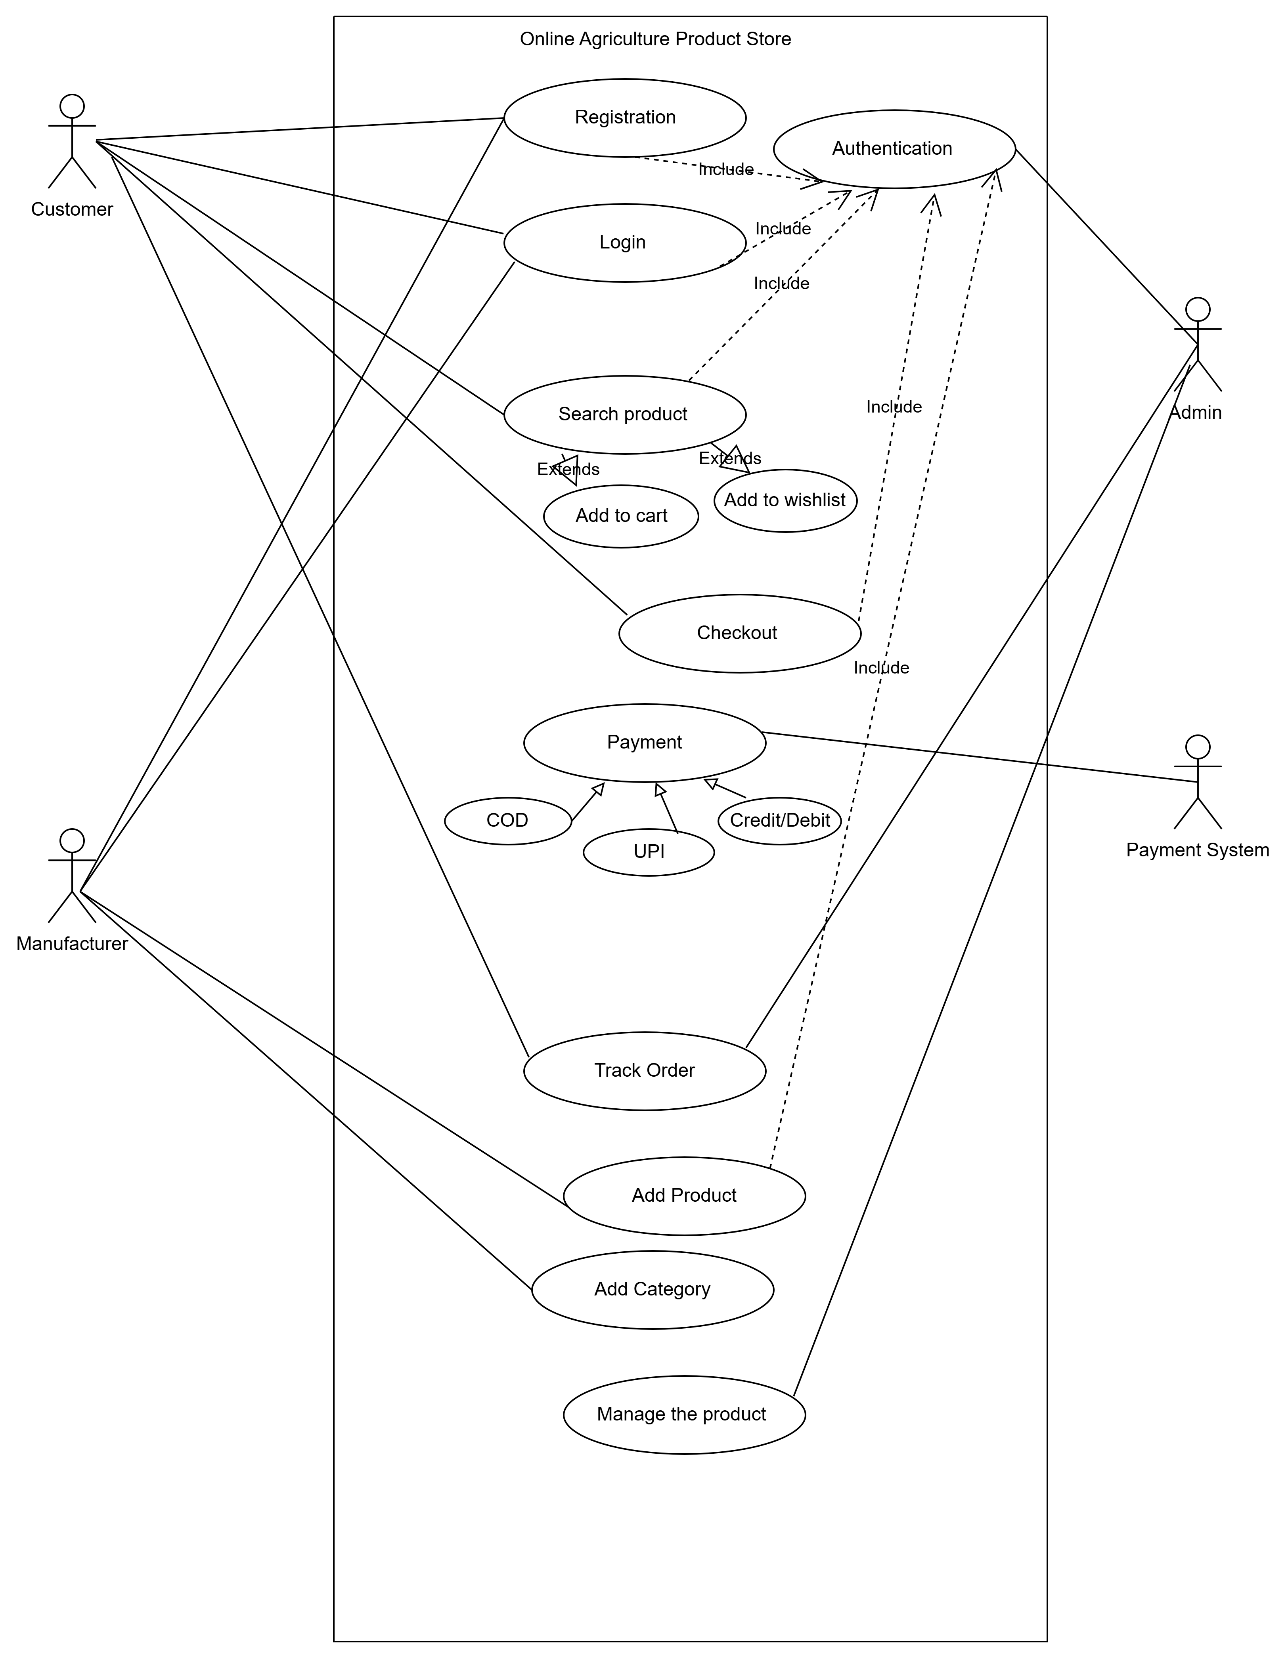 Online Agriculture Product Store
Registration
Authentication
Include
Customer
Login
Include
Include
Search product
Include
Admin
Extends
Extends
Add to wishlist
Add to cart
Checkout
Include
Payment
COD
Credit/Debit
UPI
Payment System
Manufacturer
Track Order
Add Product
Add Category
Manage the product